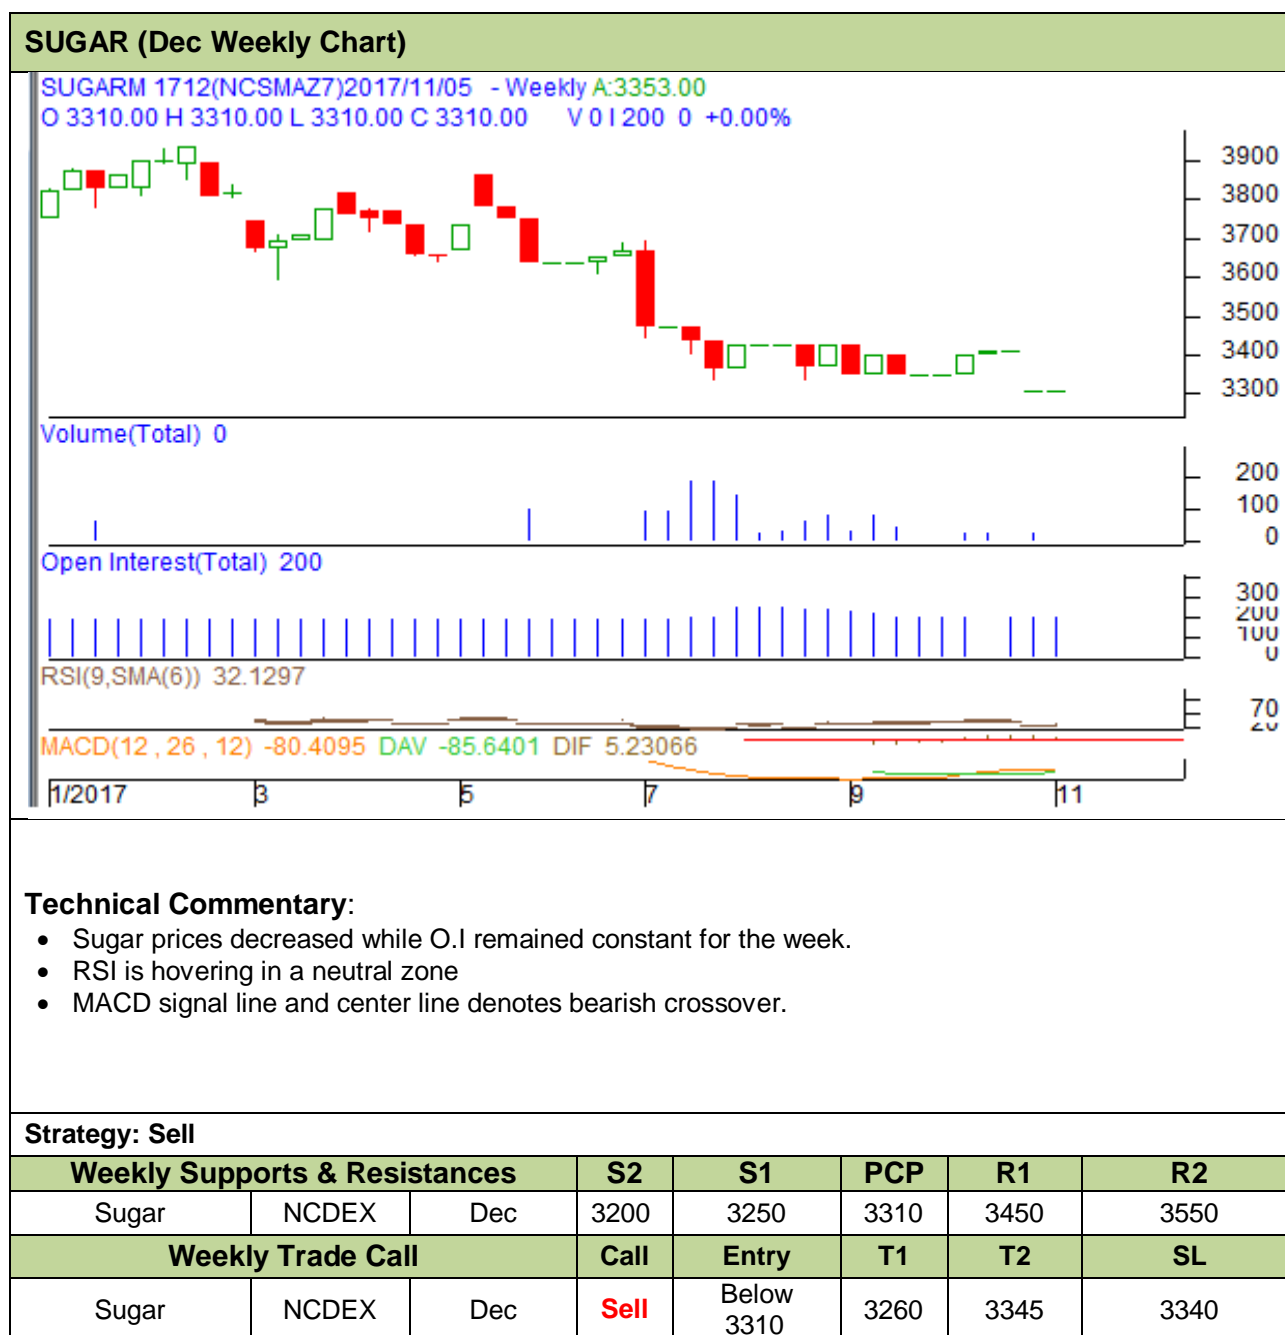 SUGAR (Dec Weekly Chart)
SUGARM 1712(NCSMAZ7)2017/11/05 - Weekly A:3353.00
O 3310.00 H 3310.00 L 3310.00 C 3310.00 V 0 I 200 0 +0.00%
3900
3800
3700
3600
3500
3400
3300
Volume(Total) 0
200
100
0
Open Interest(Total) 200
300
200
100
0
RSI(9,SMA(6)) 32.1297
70
20
MACD(12 , 26 , 12) -80.4095 DAV -85.6401 DIF 5.23066
1/2017 3 5 7 9 11
Technical Commentary:
• Sugar prices decreased while O.I remained constant for the week.
• RSI is hovering in a neutral zone
• MACD signal line and center line denotes bearish crossover.
Strategy: Sell
Weekly Supports & Resistances S2 S1 PCP R1 R2
Sugar NCDEX Dec 3200 3250 3310 3450 3550
Weekly Trade Call Call Entry T1 T2 SL
Sugar NCDEX Dec Sell Below 3310 3260 3345 3340